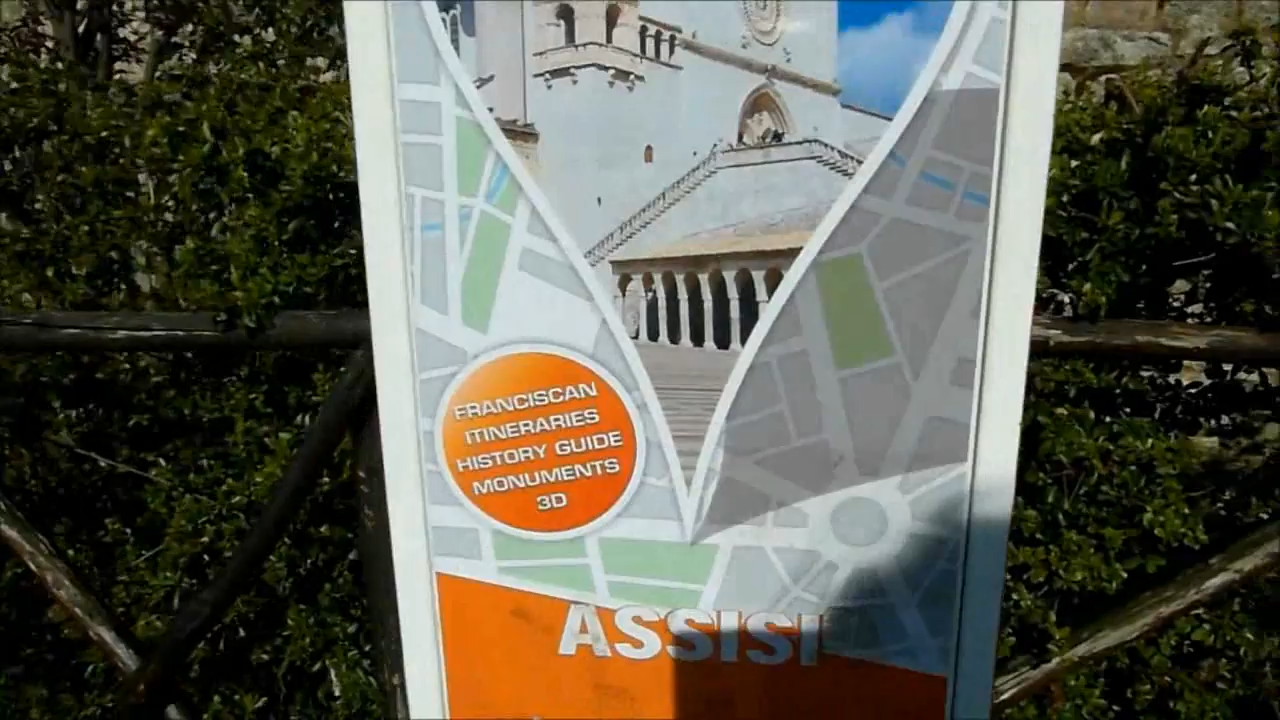 FRANCISCAN
ITINERARIES
HISTORY GUIDE
MONUMENTS
3D
ASSISI